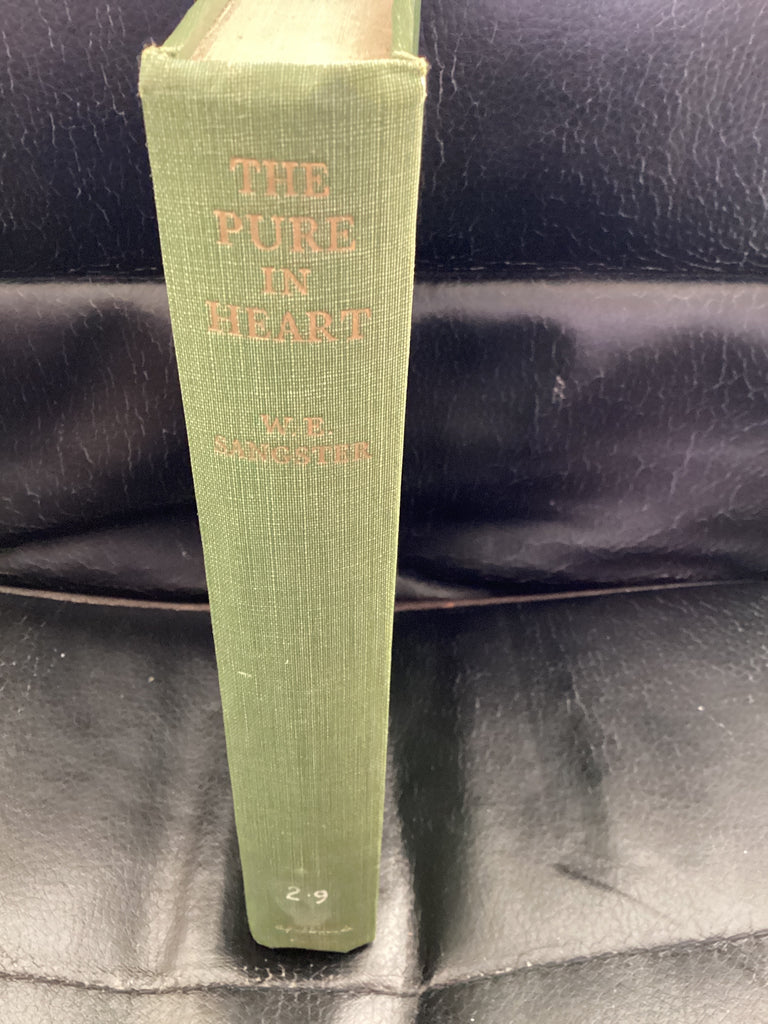 THE
PURE
IN
HEART
W. E.
SANGSTER
2.9